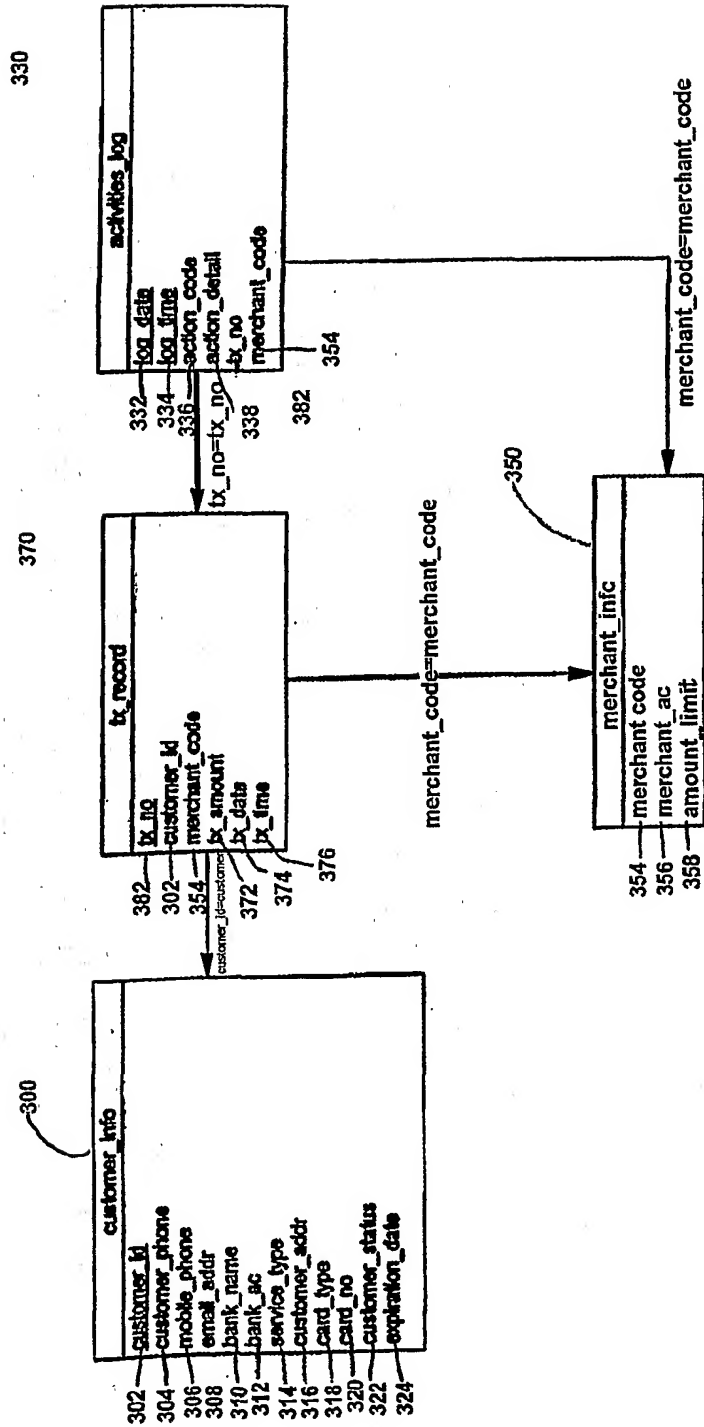 300
customer_info
302 customer_id
304 customer_phone
306 mobile_phone
308 email_addr
310 bank_name
312 bank_ac
314 service_type
316 customer_addr
318 card_type
320 card_no
322 customer_status
324 expiration_date
customer_id=customer
370
tx_record
382 tx_no
302 customer_id
354 merchant_code
372 tx_amount
374 tx_date
376 tx_time
tx_no=tx_no
330
activities_log
332 log_date
334 log_time
336 action_code
338 action_detail
382 tx_no
354 merchant_code
merchant_code=merchant_code
merchant_code=merchant_code
350
merchant_infc
354 merchant code
356 merchant_ac
358 amount_limit